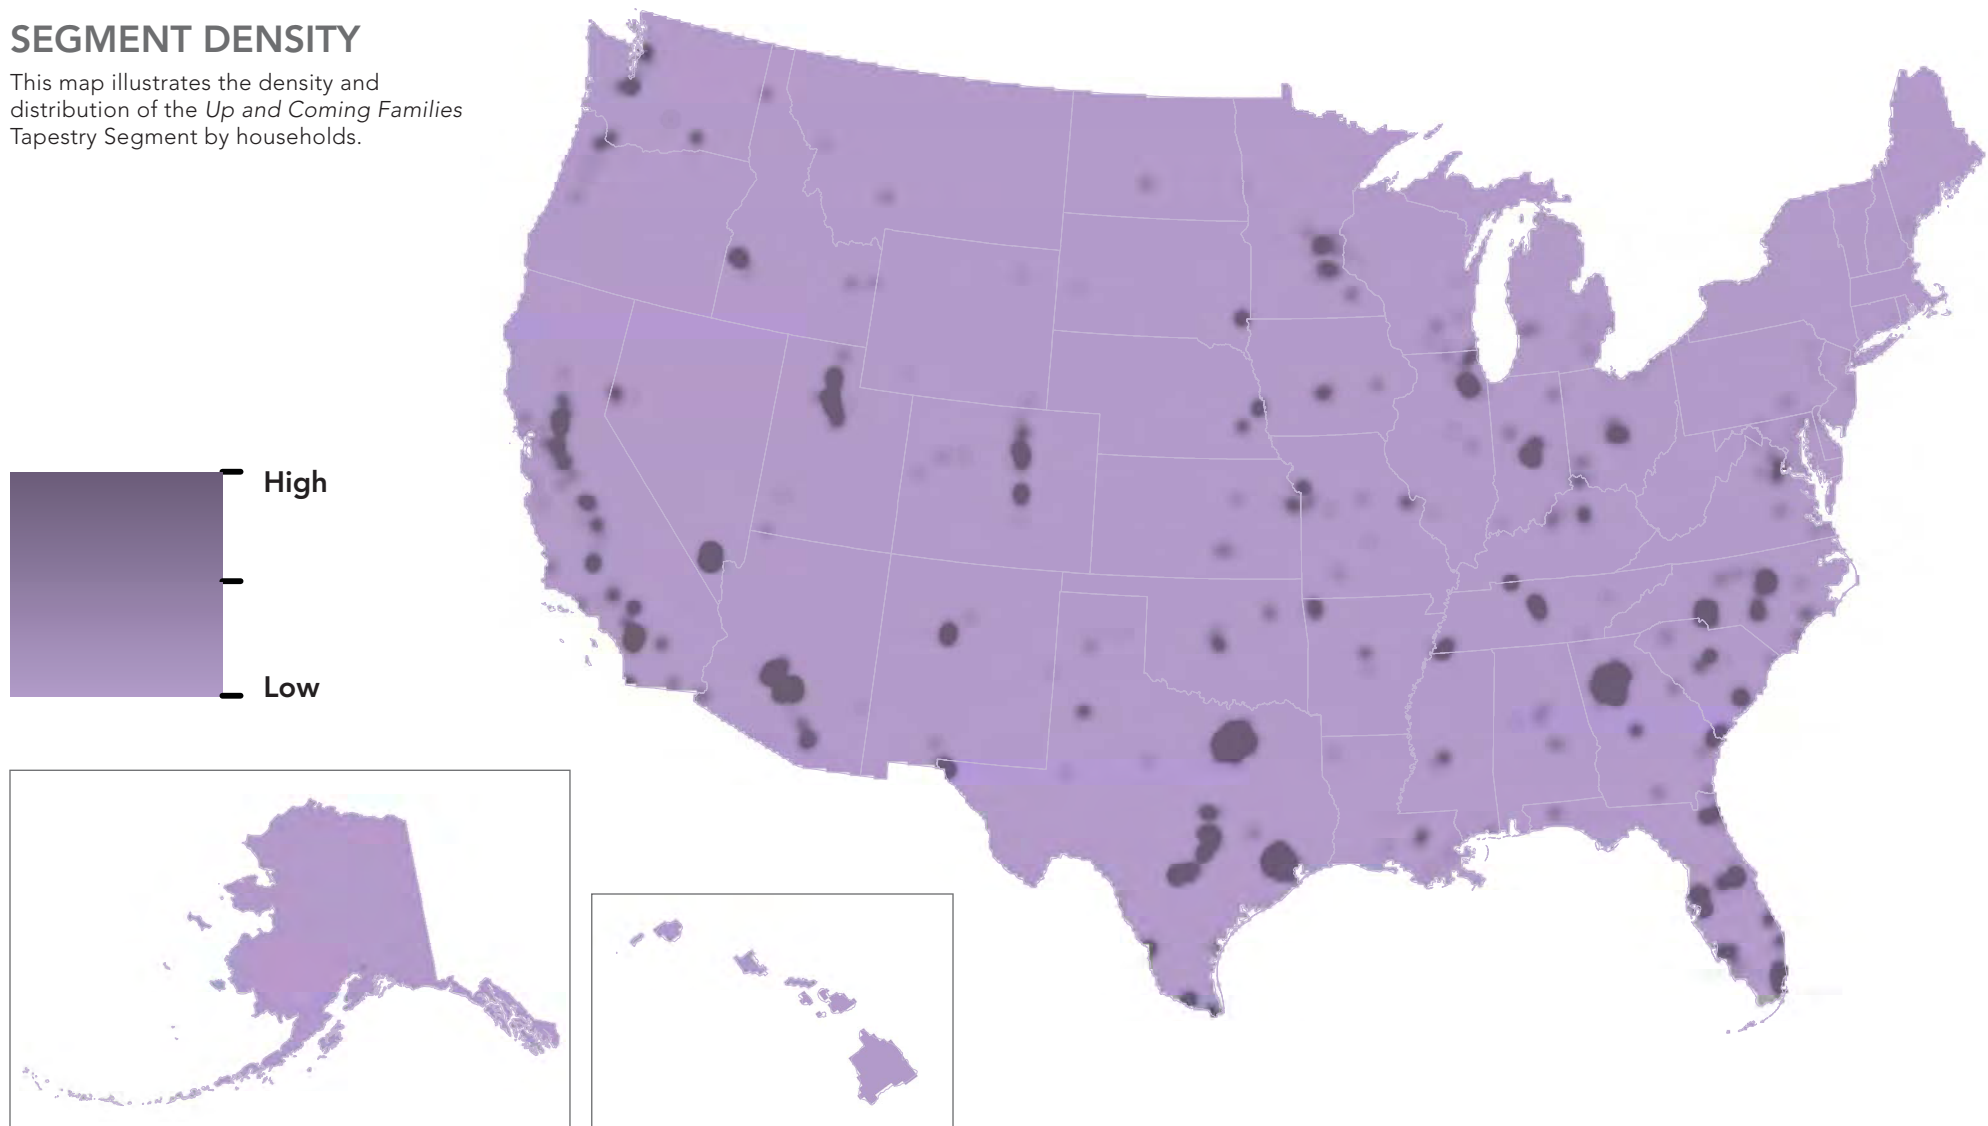 SEGMENT DENSITY
This map illustrates the density and
distribution of the Up and Coming Families
Tapestry Segment by households.
High
Low